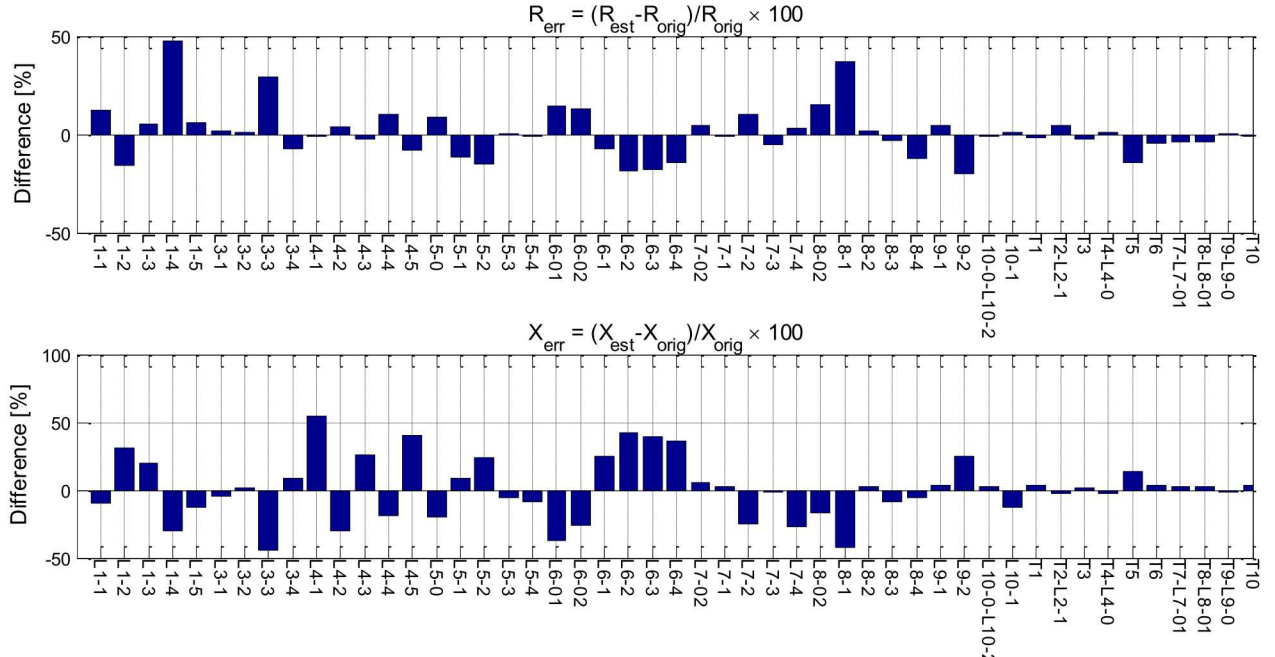 R_err = (R_est-R_orig)/R_orig × 100
Difference [%]
50
0
-50
L1-1
L1-2
L1-3
L1-4
L1-5
L3-1
L3-2
L3-3
L3-4
L4-1
L4-2
L4-3
L4-4
L4-5
L5-0
L5-1
L5-2
L5-3
L5-4
L6-01
L6-02
L6-1
L6-2
L6-3
L6-4
L7-02
L7-1
L7-2
L7-3
L7-4
L8-02
L8-1
L8-2
L8-3
L8-4
L9-1
L9-2
L10-0-L10-2
L10-1
T1
T2-L2-1
T3
T4-L4-0
T5
T6
T7-L7-01
T8-L8-01
T9-L9-0
T10
X_err = (X_est-X_orig)/X_orig × 100
Difference [%]
100
50
0
-50
L1-1
L1-2
L1-3
L1-4
L1-5
L3-1
L3-2
L3-3
L3-4
L4-1
L4-2
L4-3
L4-4
L4-5
L5-0
L5-1
L5-2
L5-3
L5-4
L6-01
L6-02
L6-1
L6-2
L6-3
L6-4
L7-02
L7-1
L7-2
L7-3
L7-4
L8-02
L8-1
L8-2
L8-3
L8-4
L9-1
L9-2
L10-0-L10-2
L10-1
T1
T2-L2-1
T3
T4-L4-0
T5
T6
T7-L7-01
T8-L8-01
T9-L9-0
T10